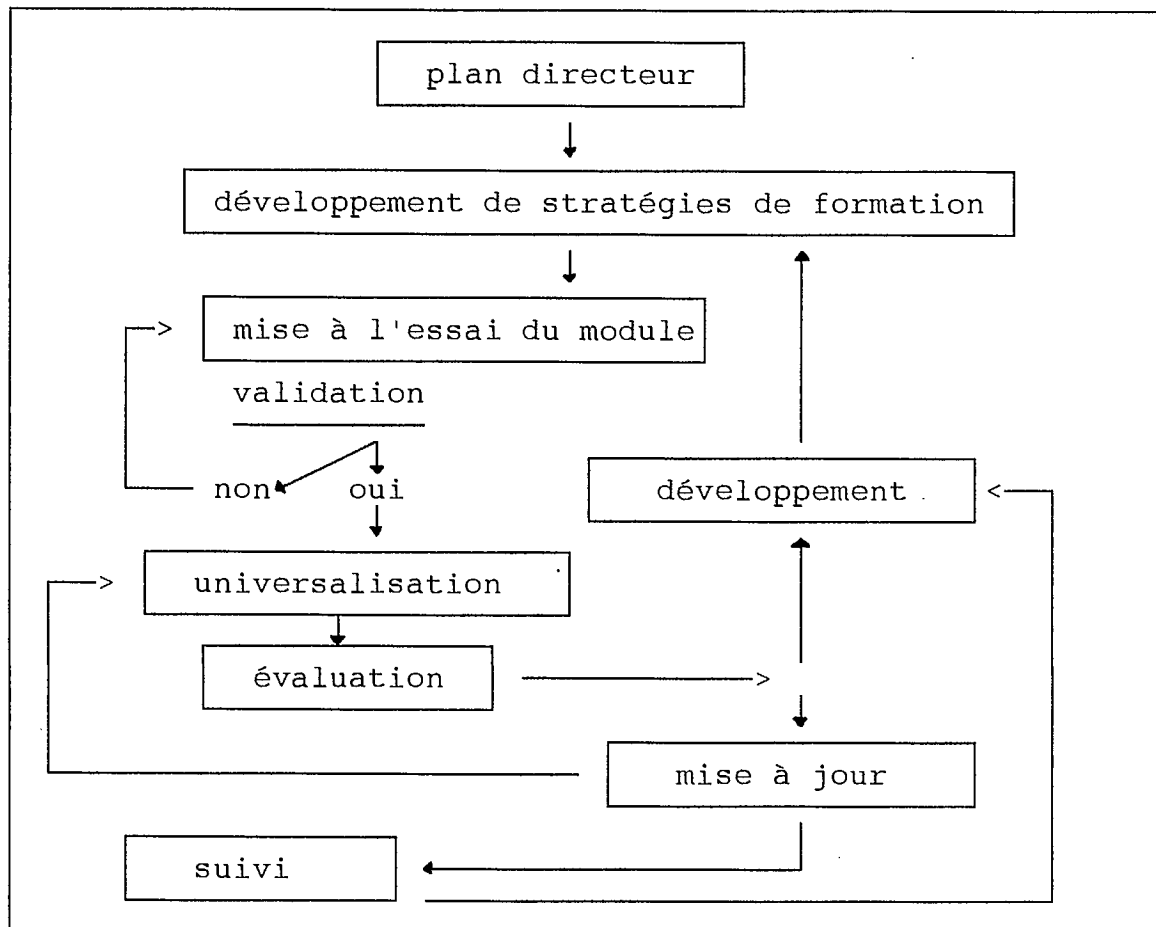 plan directeur
développement de stratégies de formation
mise à l'essai du module
validation
non oui
développement
universalisation
évaluation
mise à jour
suivi